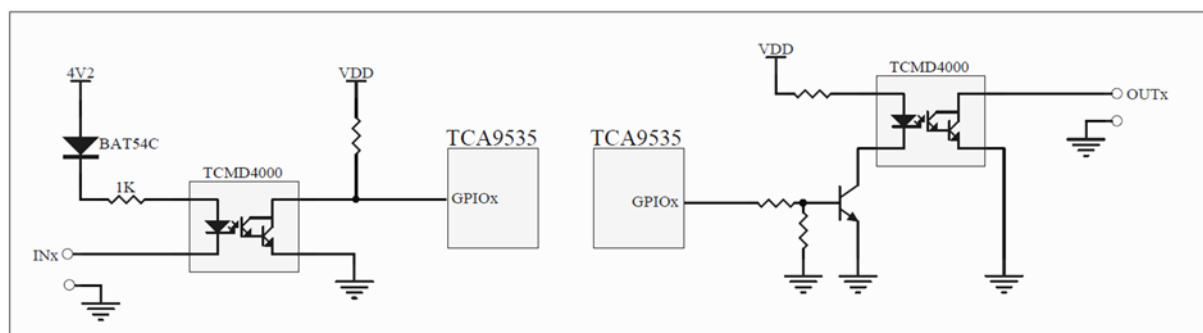 4V2
VDD
BAT54C
1K
TCMD4000
TCA9535
GPIOx
INx
VDD
TCMD4000
OUTx
TCA9535
GPIOx